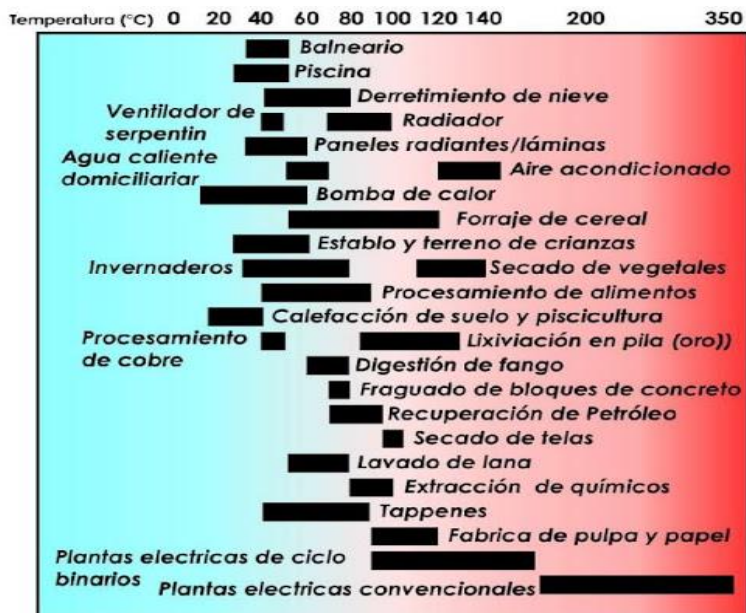 Temperatura (°C) 0 20 40 60 80 100 120 140 200 350
Balneario
Piscina
Derretimiento de nieve
Ventilador de
serpentin
Radiador
Paneles radiantes/láminas
Agua caliente
domiciliariar
Aire acondicionado
Bomba de calor
Forraje de cereal
Establo y terreno de crianzas
Invernaderos
Secado de vegetales
Procesamiento de alimentos
Calefacción de suelo y piscicultura
Procesamiento
de cobre
Lixiviación en pila (oro))
Digestión de fango
Fraguado de bloques de concreto
Recuperación de Petróleo
Secado de telas
Lavado de lana
Extracción de químicos
Tappenes
Fabrica de pulpa y papel
Plantas electricas de ciclo
binarios
Plantas electricas convencionales